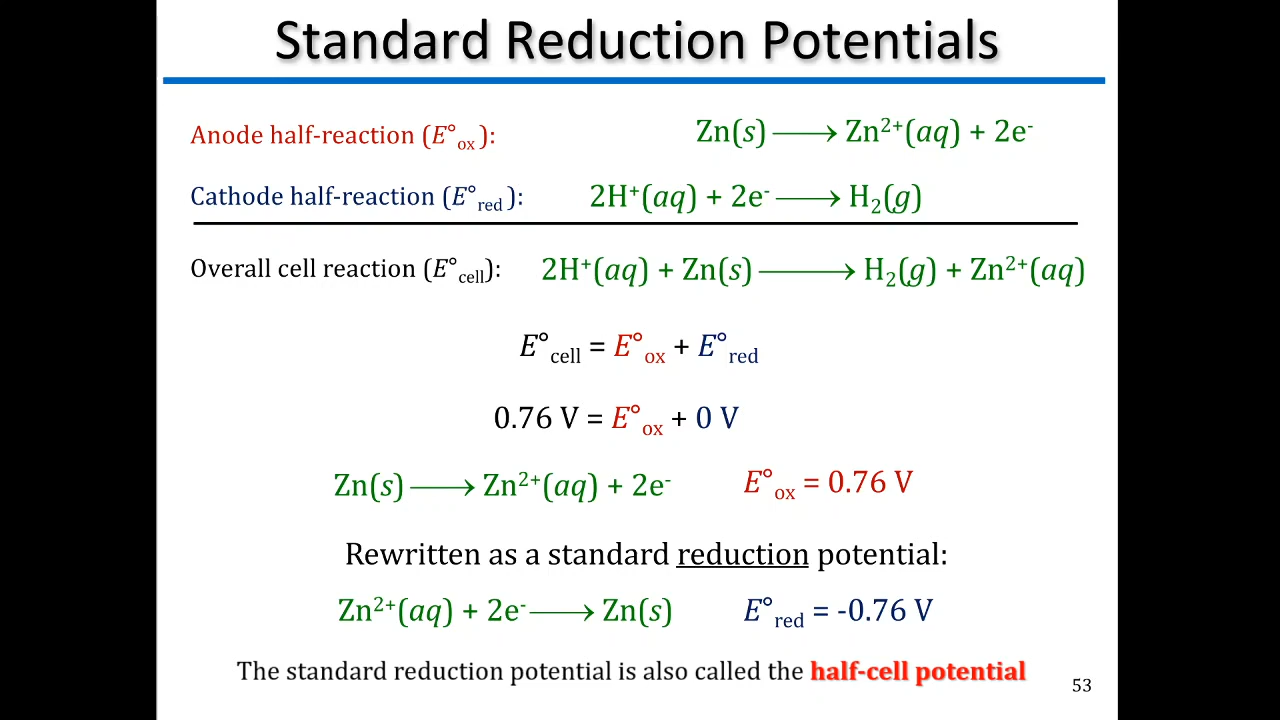 Standard Reduction Potentials
Anode half-reaction (E°ox ): Zn(s) ⟶ Zn²⁺(aq) + 2e⁻
Cathode half-reaction (E°red ): 2H⁺(aq) + 2e⁻ ⟶ H₂(g)
Overall cell reaction (E°cell): 2H⁺(aq) + Zn(s) ⟶ H₂(g) + Zn²⁺(aq)
E°cell = E°ox + E°red
0.76 V = E°ox + 0 V
Zn(s) ⟶ Zn²⁺(aq) + 2e⁻ E°ox = 0.76 V
Rewritten as a standard reduction potential:
Zn²⁺(aq) + 2e⁻ ⟶ Zn(s) E°red = -0.76 V
The standard reduction potential is also called the half-cell potential
53